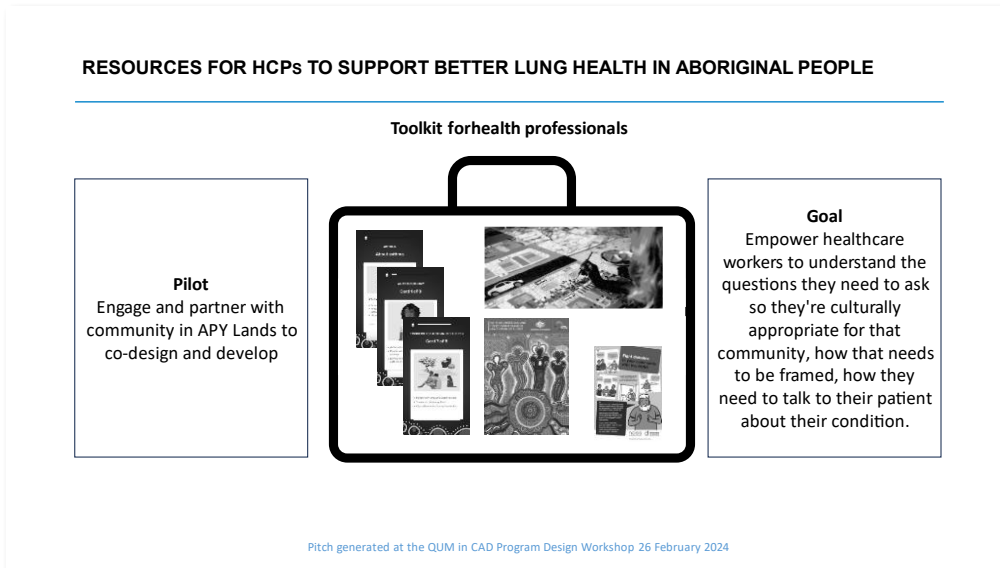 RESOURCES FOR HCPs TO SUPPORT BETTER LUNG HEALTH IN ABORIGINAL PEOPLE
Toolkit forhealth professionals
Pilot
Engage and partner with
community in APY Lands to
co-design and develop
Goal
Empower healthcare
workers to understand the
questions they need to ask
so they're culturally
appropriate for that
community, how that needs
to be framed, how they
need to talk to their patient
about their condition.
Pitch generated at the QUM in CAD Program Design Workshop 26 February 2024